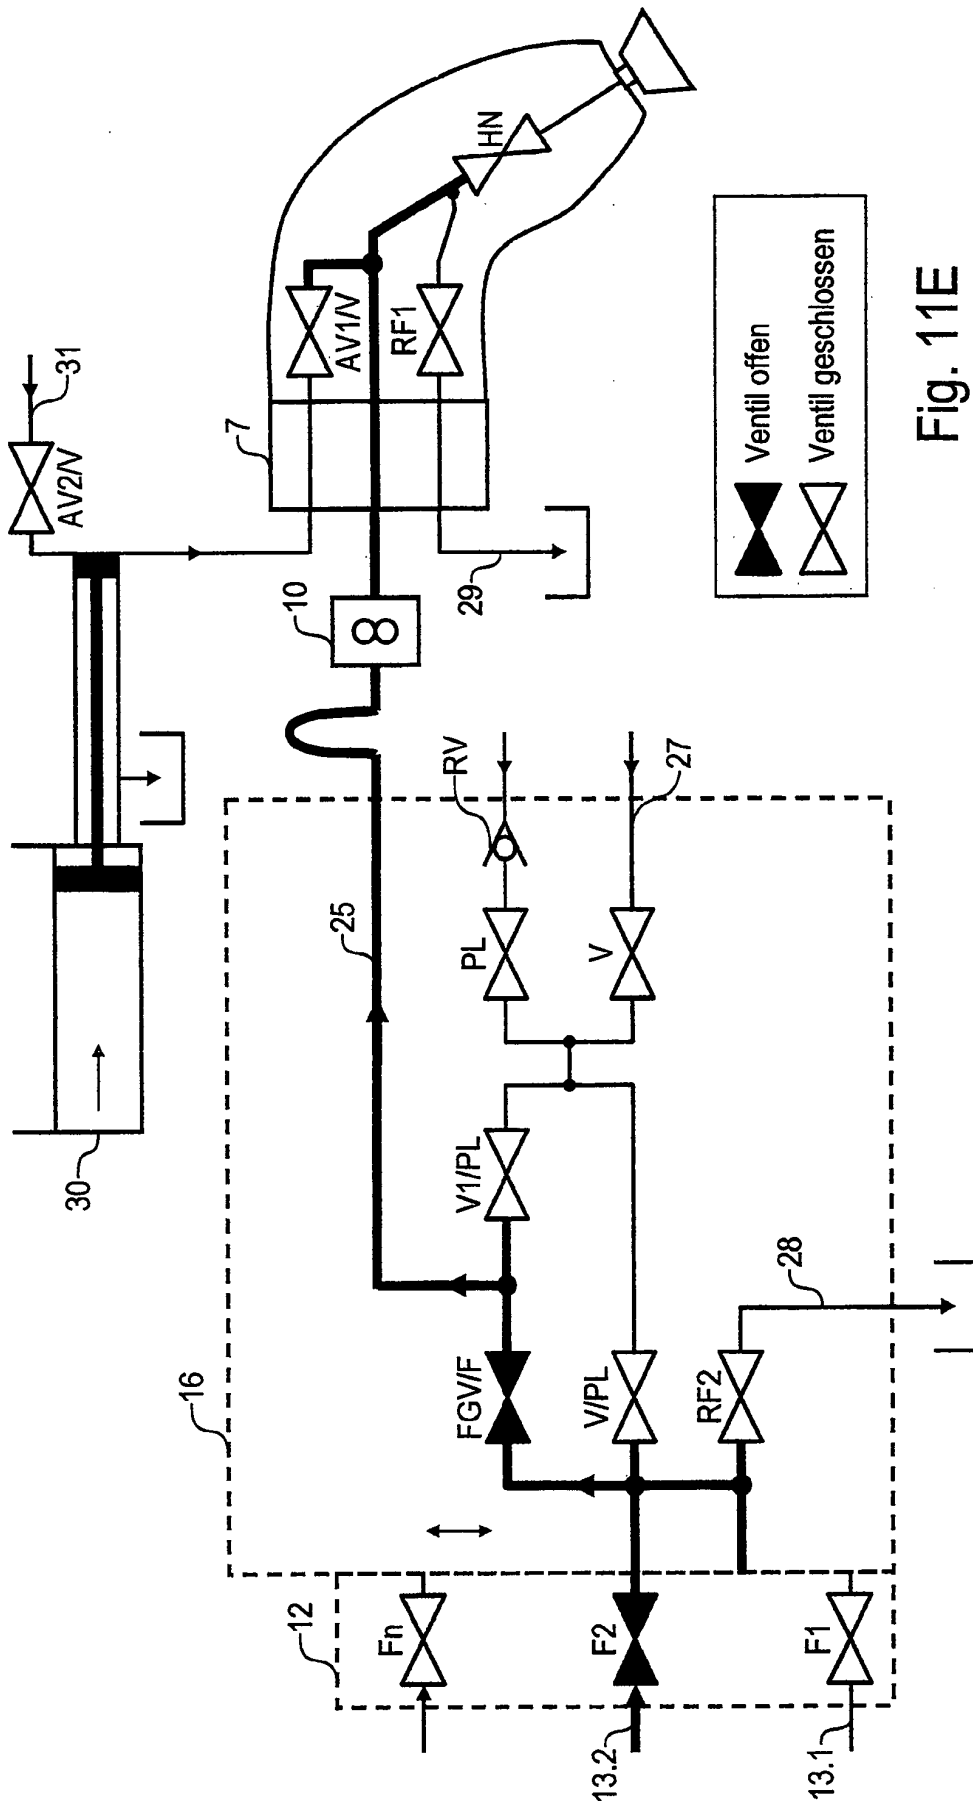 31
AV2/V
7
AV1/V
RF1
HN
10
29
30
25
RV
PL
V
27
V1/PL
16
FGV/F
V/PL
RF2
28
12
Fn
F2
F1
13.2
13.1
Ventil offen
Ventil geschlossen
Fig. 11E